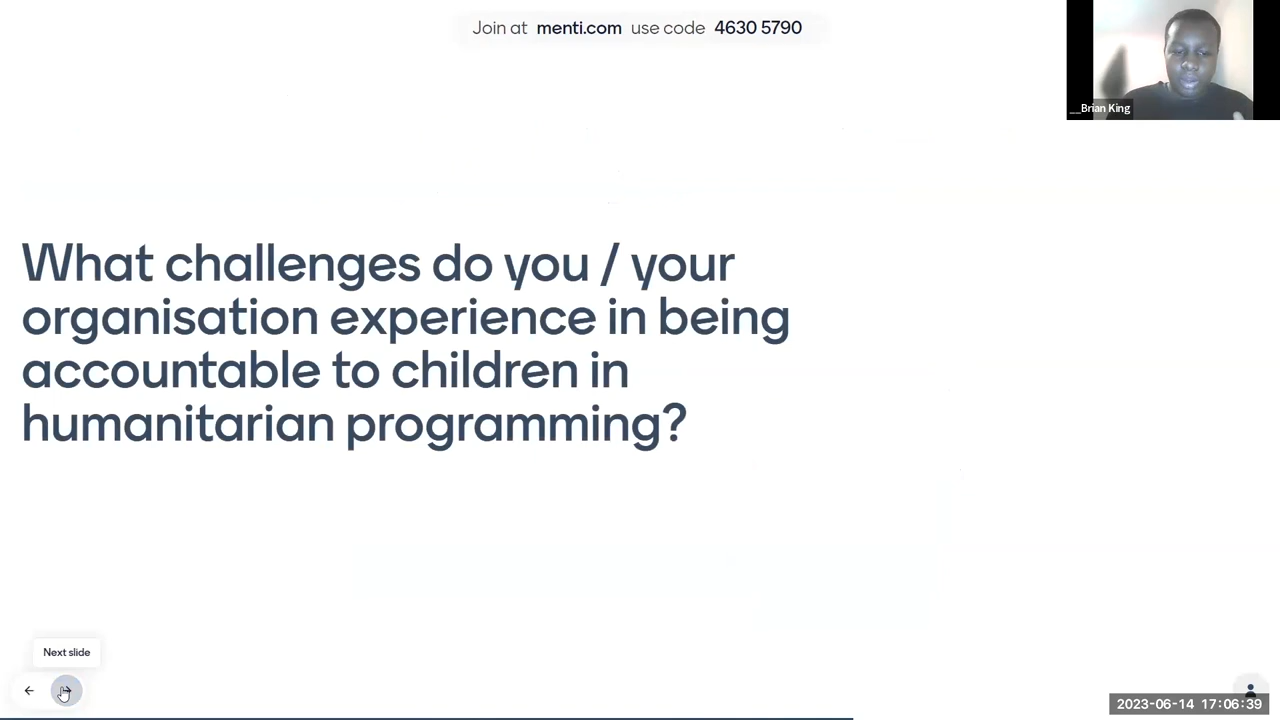 Join at menti.com use code 4630 5790
__Brian King
What challenges do you / your
organisation experience in being
accountable to children in
humanitarian programming?
Next slide
2023-06-14 17:06:39